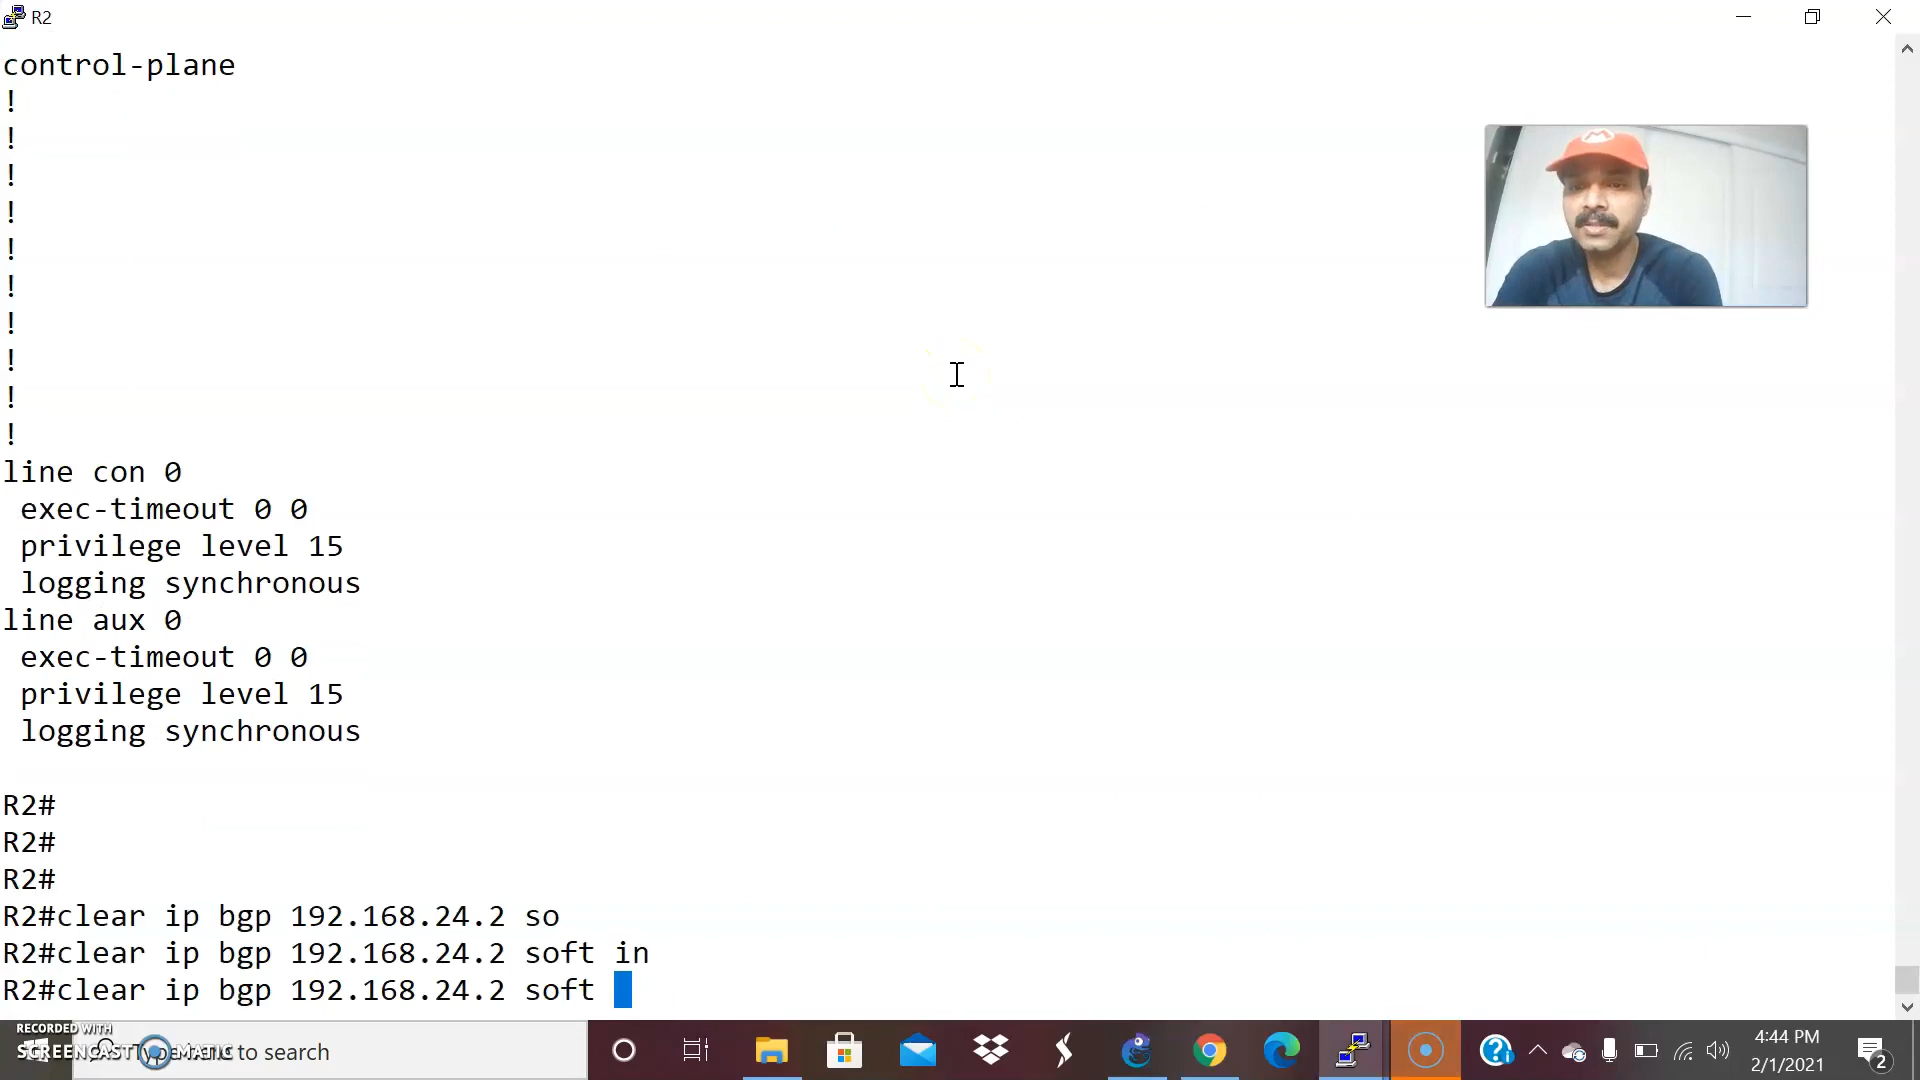 R2
control-plane
!
!
!
!
!
!
!
!
!
!
line con 0
exec-timeout 0 0
privilege level 15
logging synchronous
line aux 0
exec-timeout 0 0
privilege level 15
logging synchronous
R2#
R2#
R2#
R2#clear ip bgp 192.168.24.2 so
R2#clear ip bgp 192.168.24.2 soft in
R2#clear ip bgp 192.168.24.2 soft
RECORDED WITH
SCREENCAST MATIC
to search
4:44 PM
2/1/2021
2
M